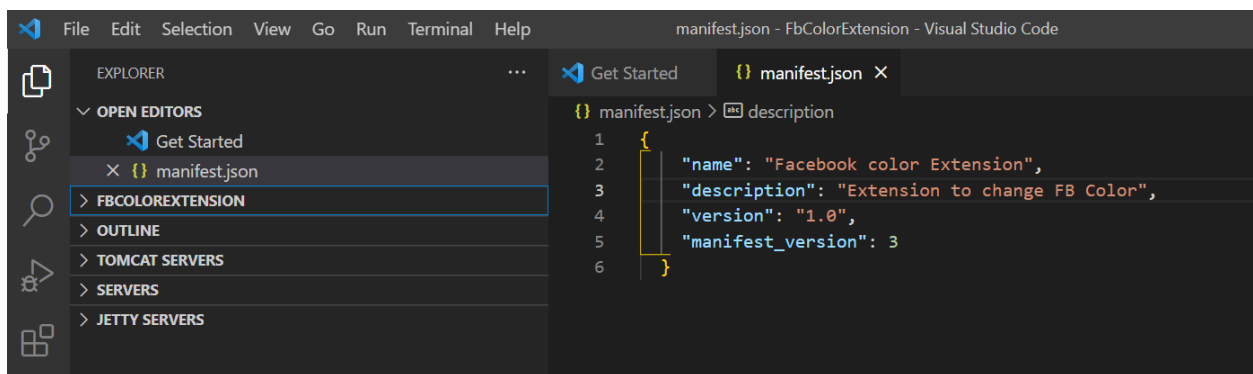 File Edit Selection View Go Run Terminal Help manifest.json - FbColorExtension - Visual Studio Code
EXPLORER
OPEN EDITORS
Get Started
{} manifest.json
FBCOLOREXTENSION
OUTLINE
TOMCAT SERVERS
SERVERS
JETTY SERVERS
Get Started {} manifest.json
{} manifest.json > abc description
1 {
2 "name": "Facebook color Extension",
3 "description": "Extension to change FB Color",
4 "version": "1.0",
5 "manifest_version": 3
6 }